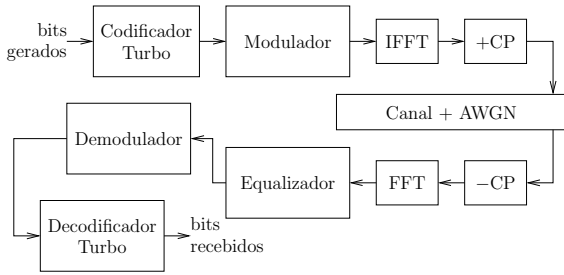 bits
gerados
Codificador
Turbo
Modulador
IFFT
+CP
Canal + AWGN
−CP
FFT
Equalizador
Demodulador
Decodificador
Turbo
bits
recebidos